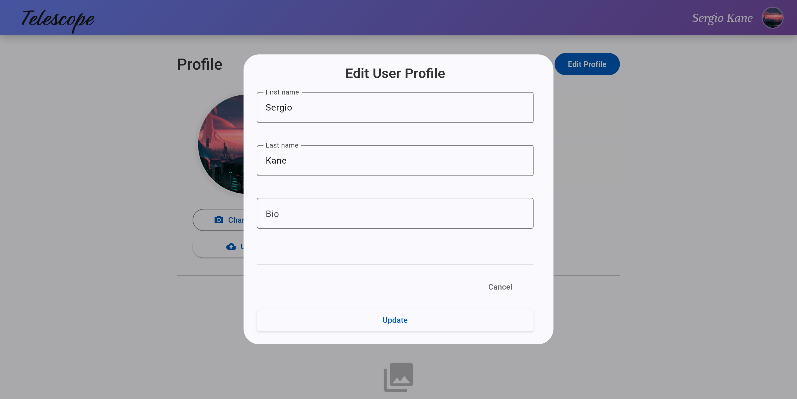 Telescope
Sergio Kane
Profile
Edit Profile
Edit User Profile
First name
Sergio
Last name
Kane
Bio
Cancel
Update